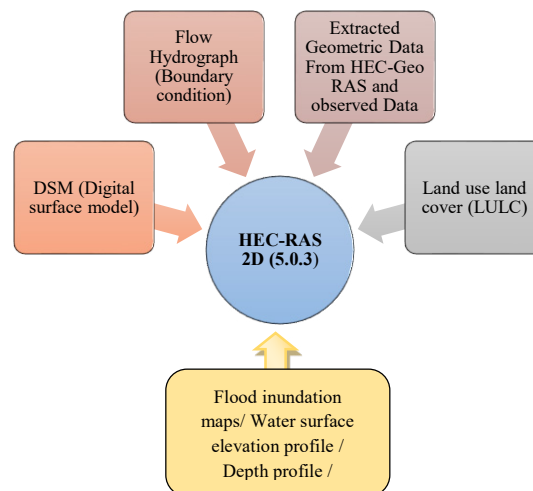 Flow
Hydrograph
(Boundary
condition)
Extracted
Geometric Data
From HEC-Geo
RAS and
observed Data
DSM (Digital
surface model)
Land use land
cover (LULC)
HEC-RAS
2D (5.0.3)
Flood inundation
maps/ Water surface
elevation profile /
Depth profile /